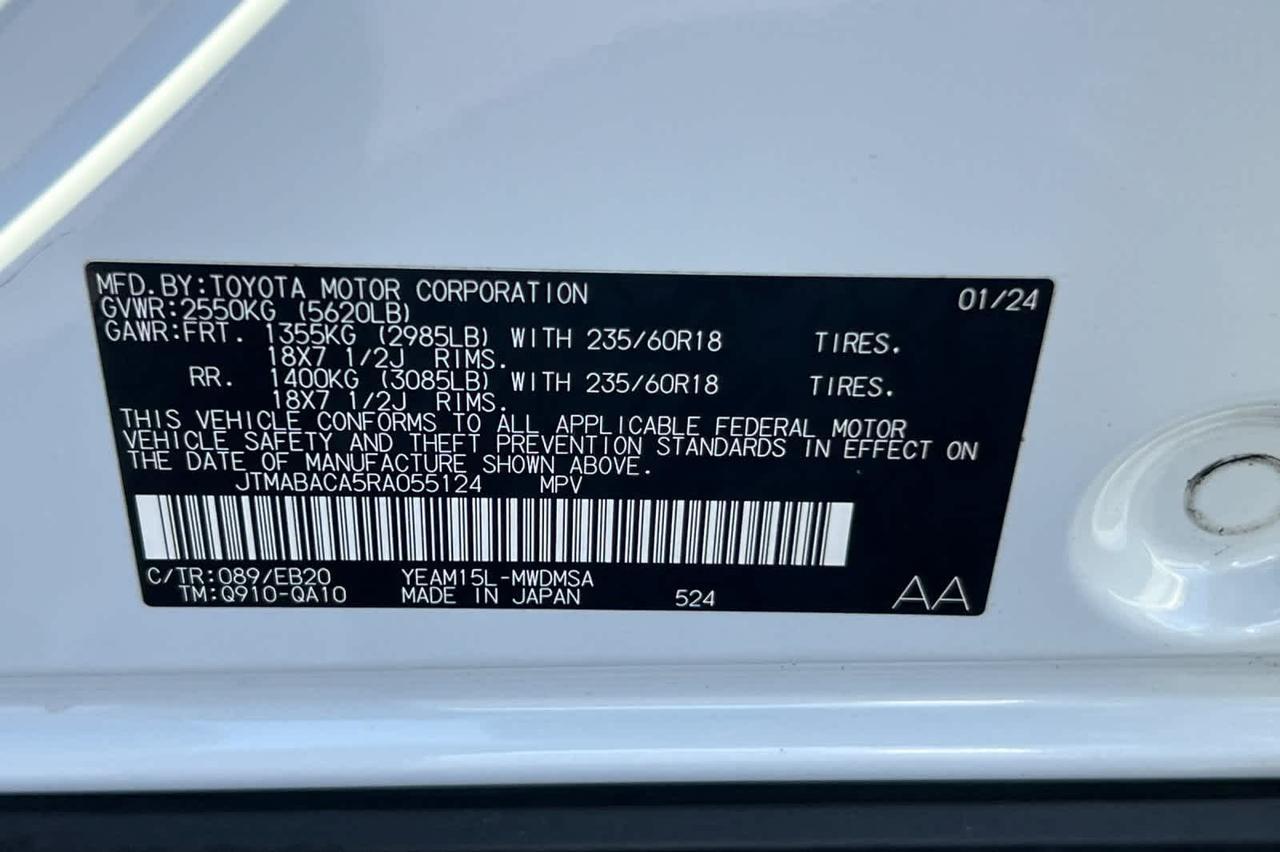 MFD.BY:TOYOTA MOTOR CORPORATION 01/24
GVWR:2550KG (5620LB)
GAWR:FRT. 1355KG (2985LB) WITH 235/60R18 TIRES.
18X7 1/2J RIMS.
RR. 1400KG (3085LB) WITH 235/60R18 TIRES.
18X7 1/2J RIMS.
THIS VEHICLE CONFORMS TO ALL APPLICABLE FEDERAL MOTOR
VEHICLE SAFETY AND THEFT PREVENTION STANDARDS IN EFFECT ON
THE DATE OF MANUFACTURE SHOWN ABOVE.
JTMABACA5RA055124 MPV
C/TR:089/EB20 YEAM15L-MWDMSA
TM:Q910-QA10 MADE IN JAPAN 524 AA